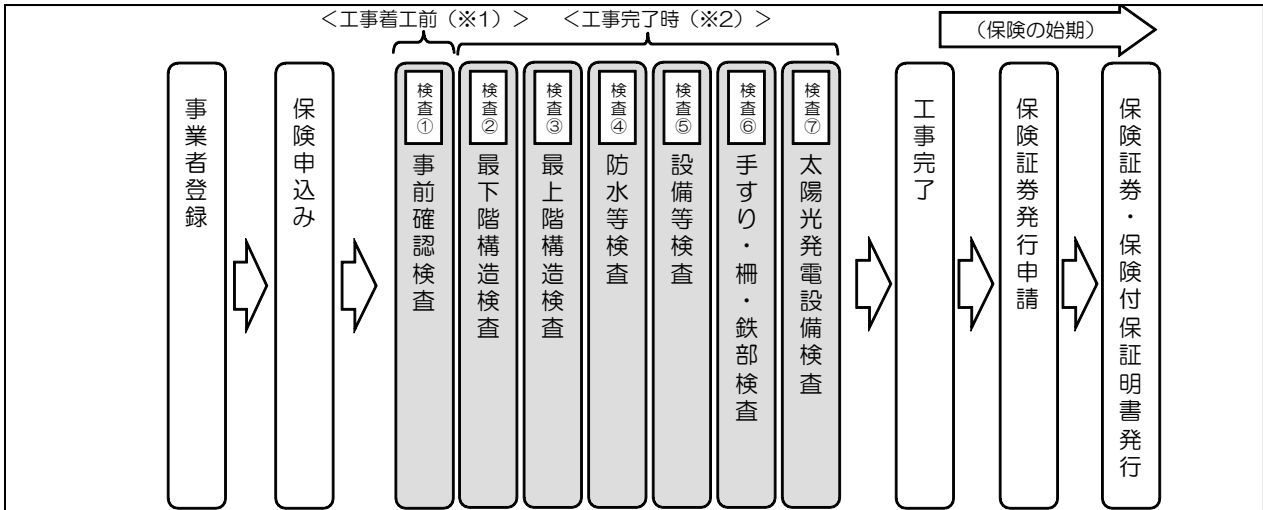 ＜工事着工前（※1）＞
＜工事完了時（※2）＞
（保険の始期）
事業者登録
保険申込み
検査①
事前確認検査
検査②
最下階構造検査
検査③
最上階構造検査
検査④
防水等検査
検査⑤
設備等検査
検査⑥
手すり・柵・鉄部検査
検査⑦
太陽光発電設備検査
工事完了
保険証券発行申請
保険証券・保険付保証明書発行